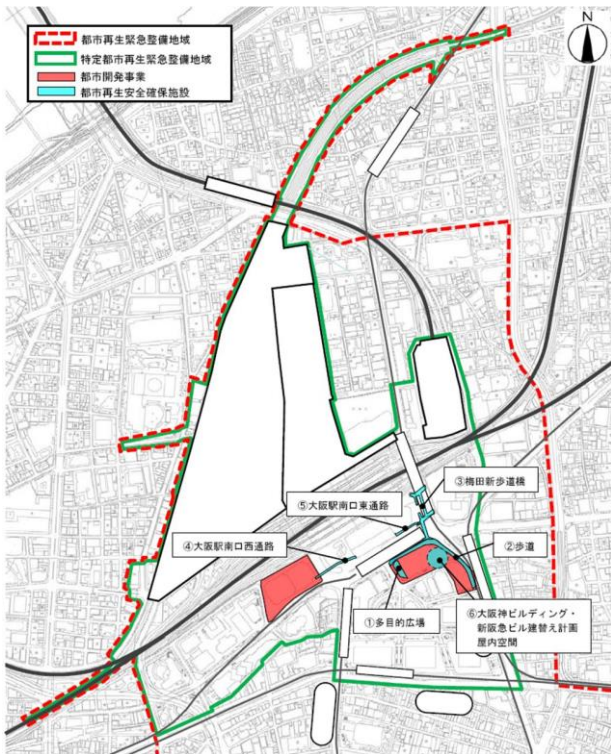 都市再生緊急整備地域
特定都市再生緊急整備地域
都市開発事業
都市再生安全確保施設
N
③梅田新歩道橋
⑤大阪駅南口東通路
④大阪駅南口西通路
②歩道
①多目的広場
⑥大阪神ビルディング・
新阪急ビル建替え計画
屋内空間